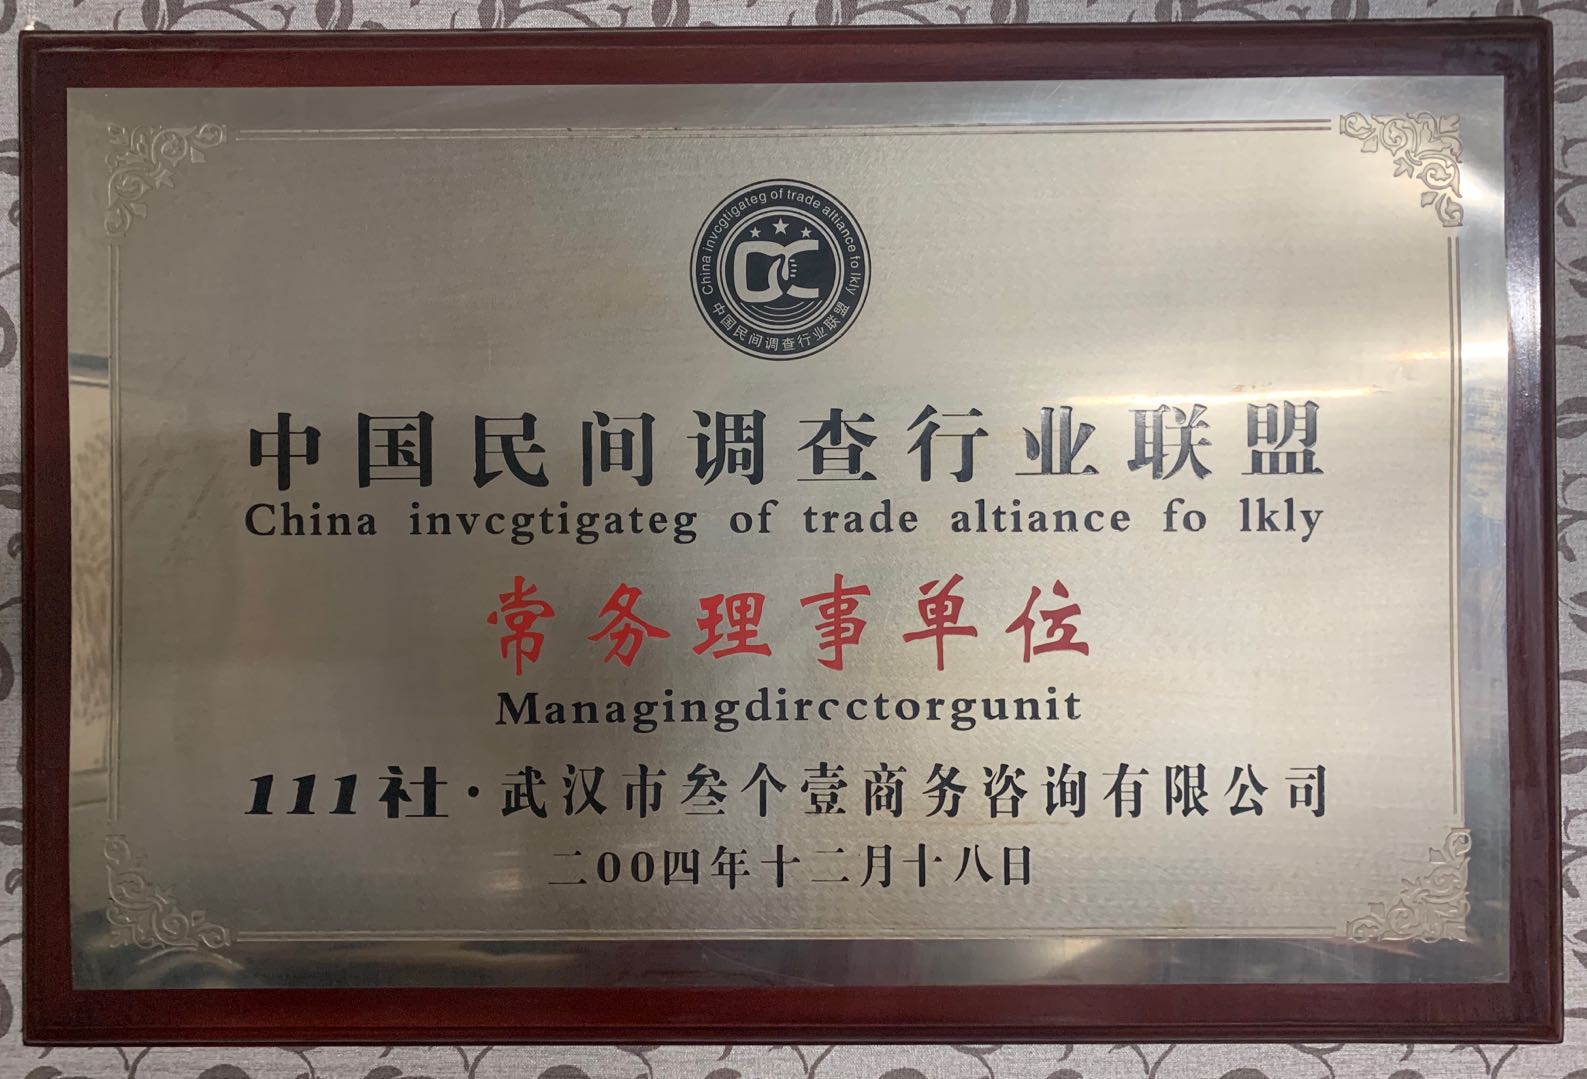 China invcgtigateg of trade altiance fo lkly
DC
中国民间调查行业联盟
中国民间调查行业联盟
China invcgtigateg of trade altiance fo lkly
常务理事单位
Managingdircctorgunit
111社·武汉市叁个壹商务咨询有限公司
二00四年十二月十八日